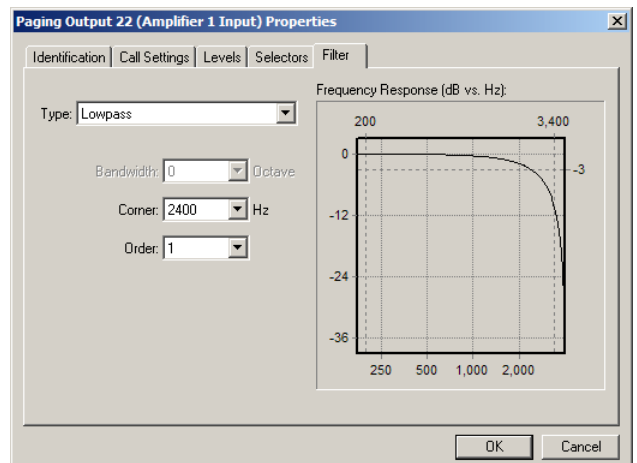 Paging Output 22 (Amplifier 1 Input) Properties
Identification Call Settings Levels Selectors Filter
Type: Lowpass
Bandwidth: 0 Octave
Corner: 2400 Hz
Order: 1
Frequency Response (dB vs. Hz):
200 3,400
0 -3
-12
-24
-36
250 500 1,000 2,000
OK Cancel